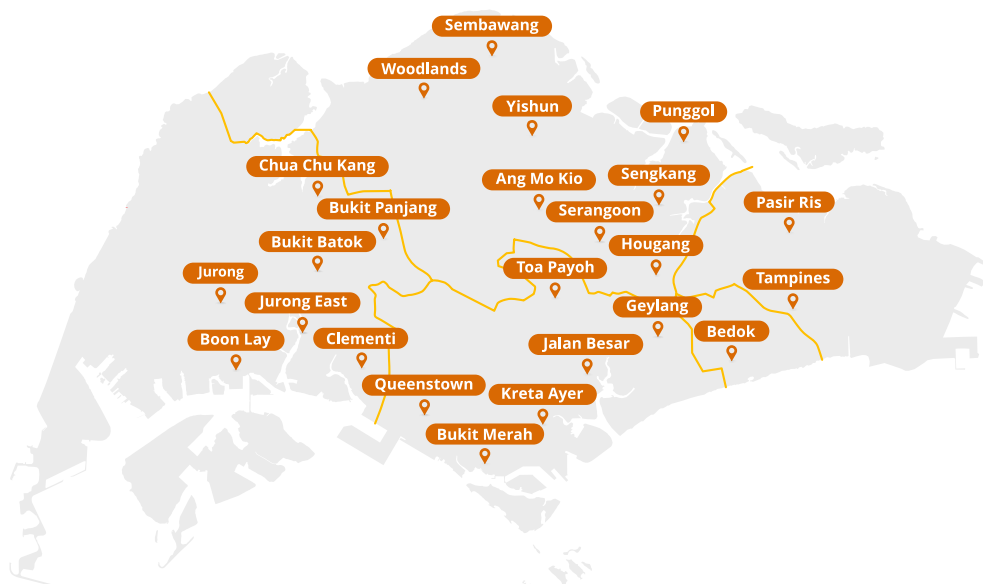 Sembawang
Woodlands
Yishun
Punggol
Chua Chu Kang
Ang Mo Kio
Sengkang
Bukit Panjang
Serangoon
Pasir Ris
Bukit Batok
Hougang
Jurong
Toa Payoh
Tampines
Jurong East
Geylang
Boon Lay
Clementi
Jalan Besar
Bedok
Queenstown
Kreta Ayer
Bukit Merah